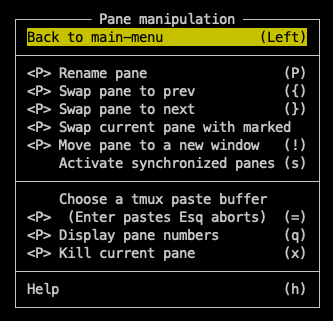 Pane manipulation
Back to main-menu (Left)
<P> Rename pane (P)
<P> Swap pane to prev ({)
<P> Swap pane to next (})
<P> Swap current pane with marked
<P> Move pane to a new window (!)
Activate synchronized panes (s)
Choose a tmux paste buffer
<P> (Enter pastes Esq aborts) (=)
<P> Display pane numbers (q)
<P> Kill current pane (x)
Help (h)